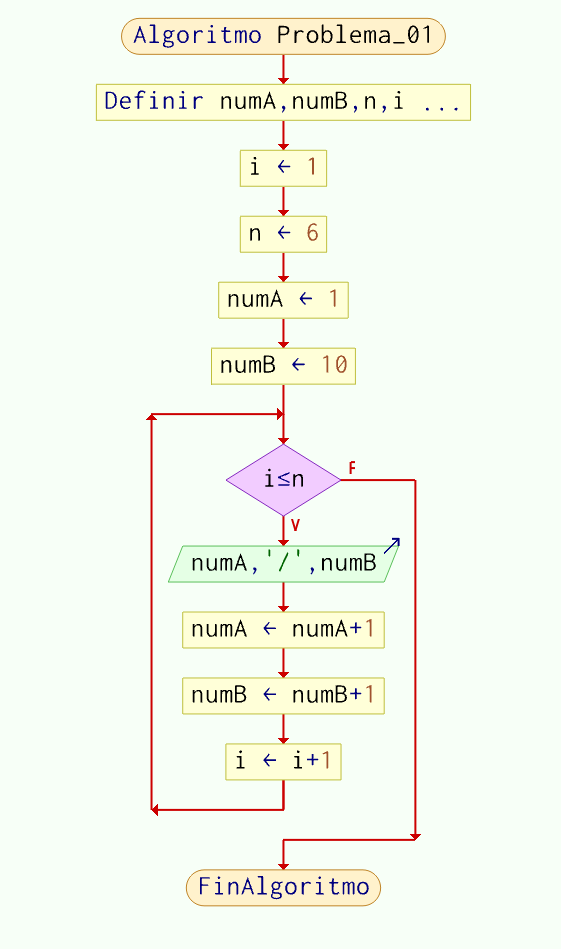 Algoritmo Problema_01
Definir numA,numB,n,i ...
i ← 1
n ← 6
numA ← 1
numB ← 10
i≤n
F
V
numA,'/',numB
numA ← numA+1
numB ← numB+1
i ← i+1
FinAlgoritmo